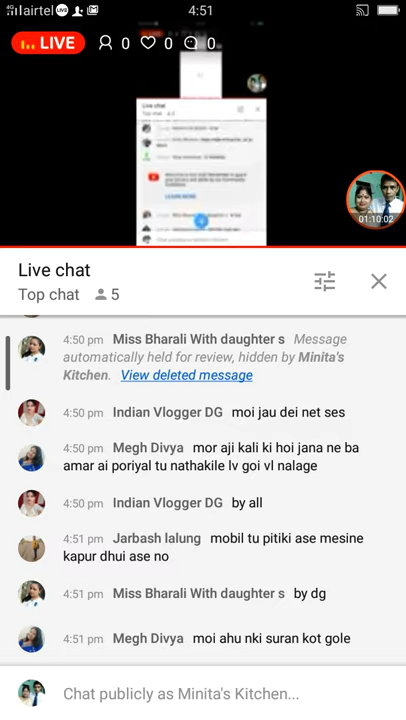 4G airtel LIVE 4:51
LIVE 0 0 0
Live chat
01:10:02
Live chat
Top chat 5
4:50 pm Miss Bharali With daughter s Message
automatically held for review, hidden by Minita's
Kitchen. View deleted message
4:50 pm Indian Vlogger DG moi jau dei net ses
4:50 pm Megh Divya mor aji kali ki hoi jana ne ba
amar ai poriyal tu nathakile lv goi vl nalage
4:50 pm Indian Vlogger DG by all
4:51 pm Jarbash lalung mobil tu pitiki ase mesine
kapur dhui ase no
4:51 pm Miss Bharali With daughter s by dg
4:51 pm Megh Divya moi ahu nki suran kot gole
Chat publicly as Minita's Kitchen...